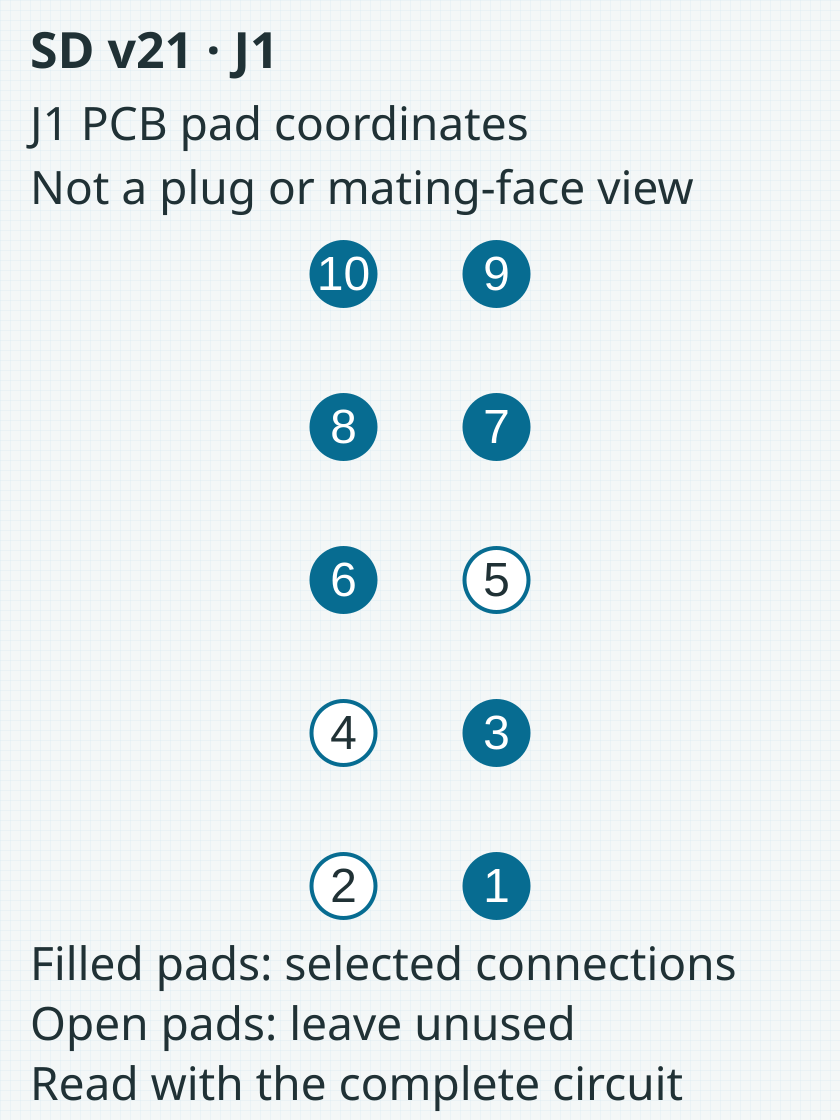 SD v21 · J1
J1 PCB pad coordinates
Not a plug or mating-face view
10 9
8 7
6 5
4 3
2 1
Filled pads: selected connections
Open pads: leave unused
Read with the complete circuit